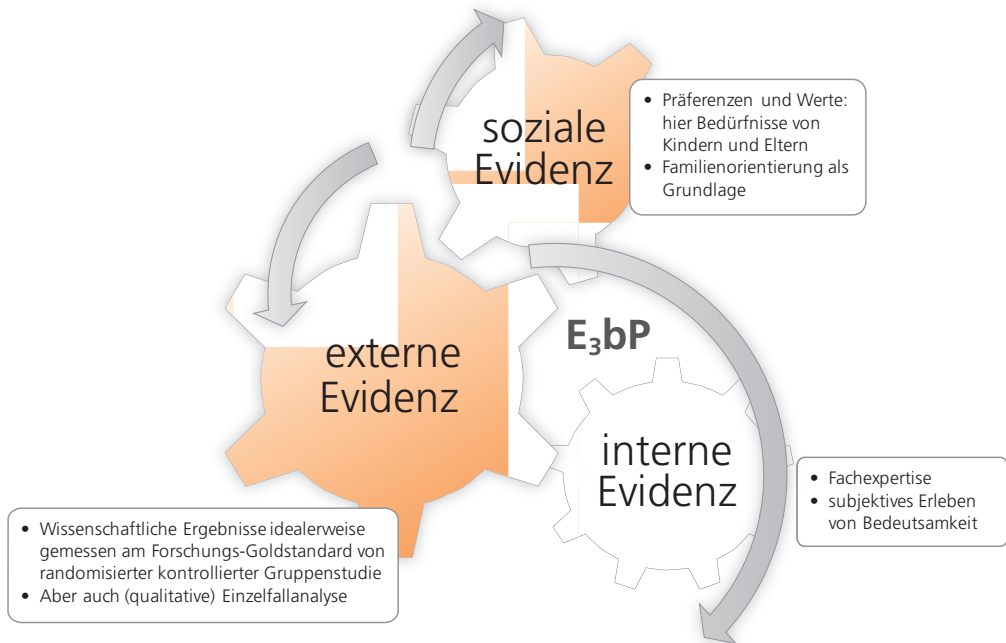 soziale
Evidenz
• Präferenzen und Werte:
hier Bedürfnisse von
Kindern und Eltern
• Familienorientierung als
Grundlage
E₃bP
externe
Evidenz
interne
Evidenz
• Fachexpertise
• subjektives Erleben
von Bedeutsamkeit
• Wissenschaftliche Ergebnisse idealerweise
gemessen am Forschungs-Goldstandard von
randomisierter kontrollierter Gruppenstudie
• Aber auch (qualitative) Einzelfallanalyse